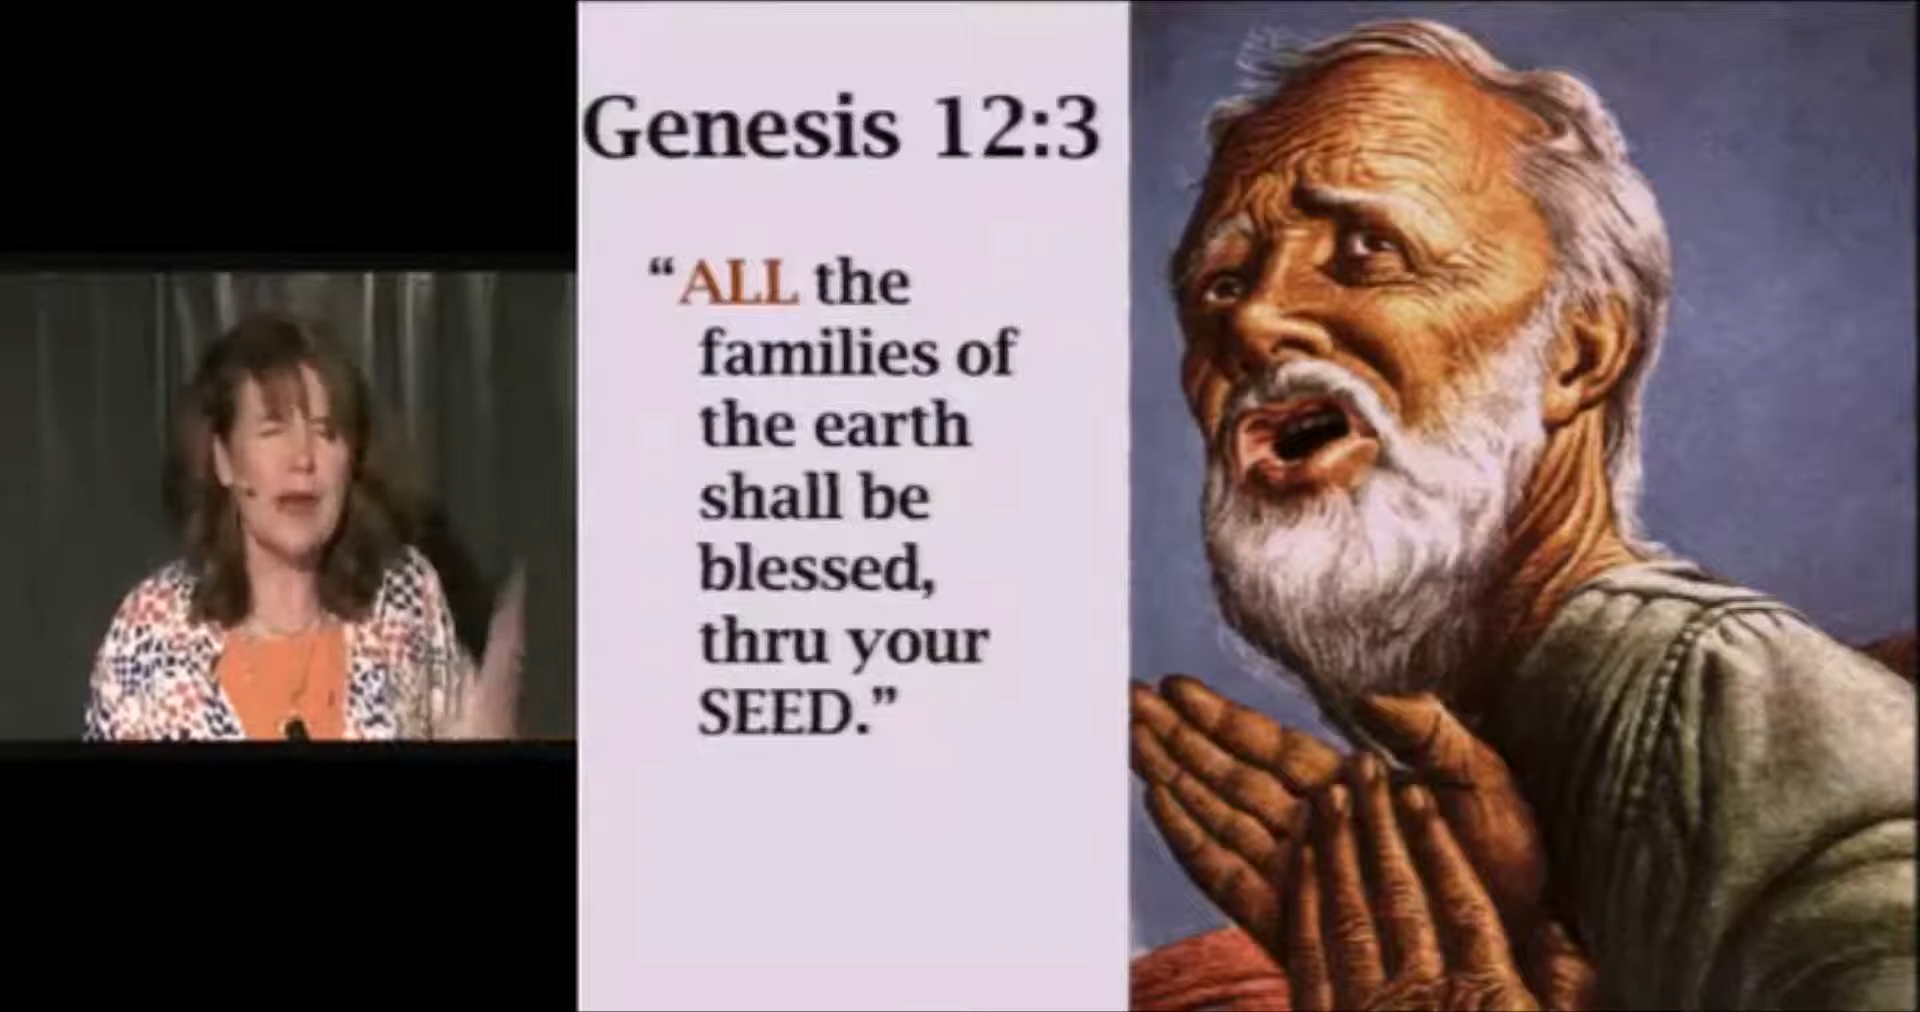 Genesis 12:3
“ALL the
families of
the earth
shall be
blessed,
thru your
SEED.”